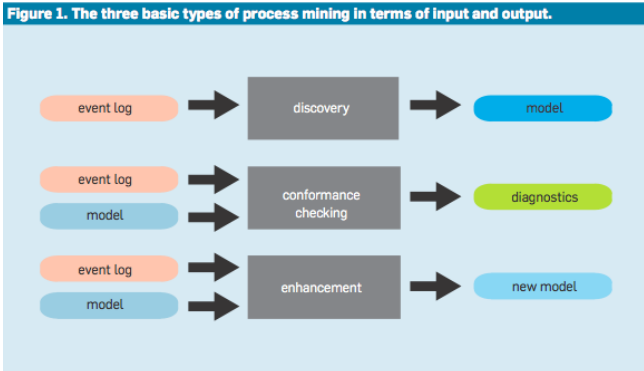 Figure 1. The three basic types of process mining in terms of input and output.
event log
discovery
model
event log
model
conformance
checking
diagnostics
event log
model
enhancement
new model